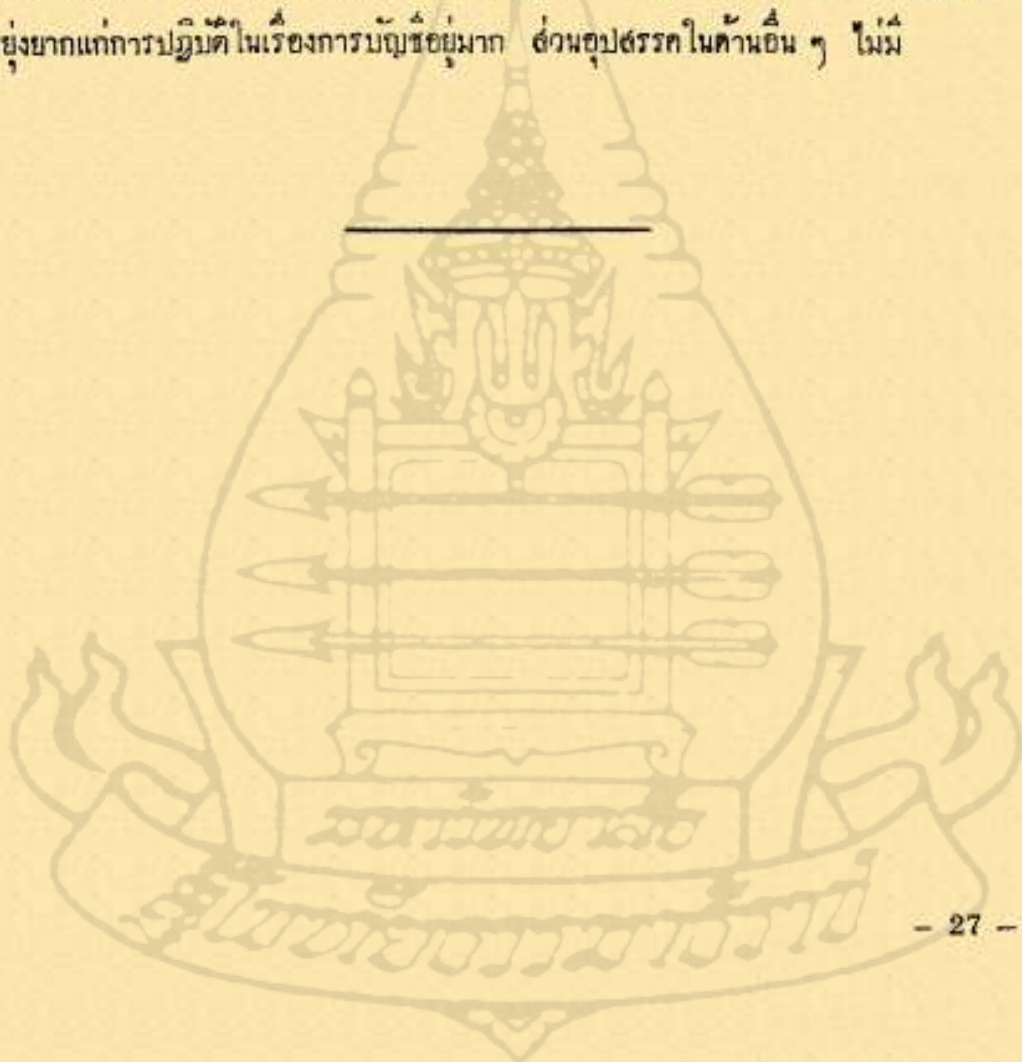 ยุ่งยากแก่การปฏิบัติในเรื่องการบัญชีอยู่มาก ส่วนอุปสรรคในด้านอื่น ๆ ไม่มี
– 27 –